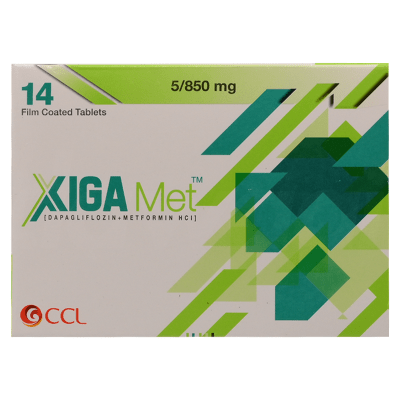 14
Film Coated Tablets
5/850 mg
XIGA Met™
[DAPAGLIFLOZIN+METFORMIN HCl]
CCL